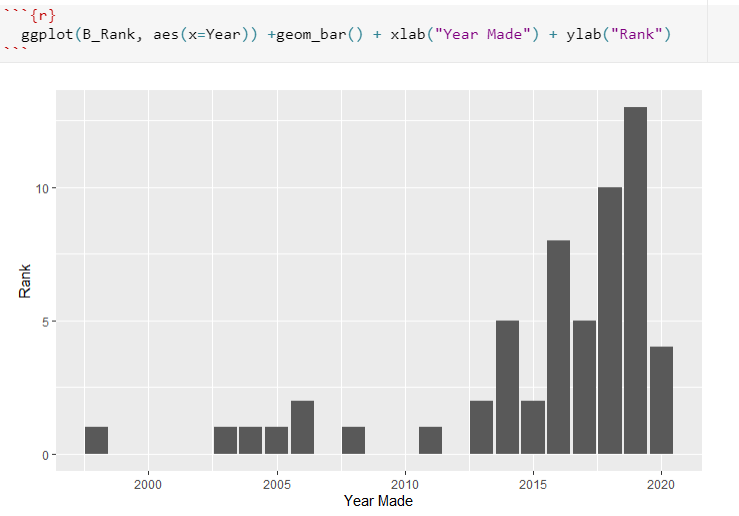 ```{r}
ggplot(B_Rank, aes(x=Year)) +geom_bar() + xlab("Year Made") + ylab("Rank")
```
10
5
0
Rank
2000 2005 2010 2015 2020
Year Made